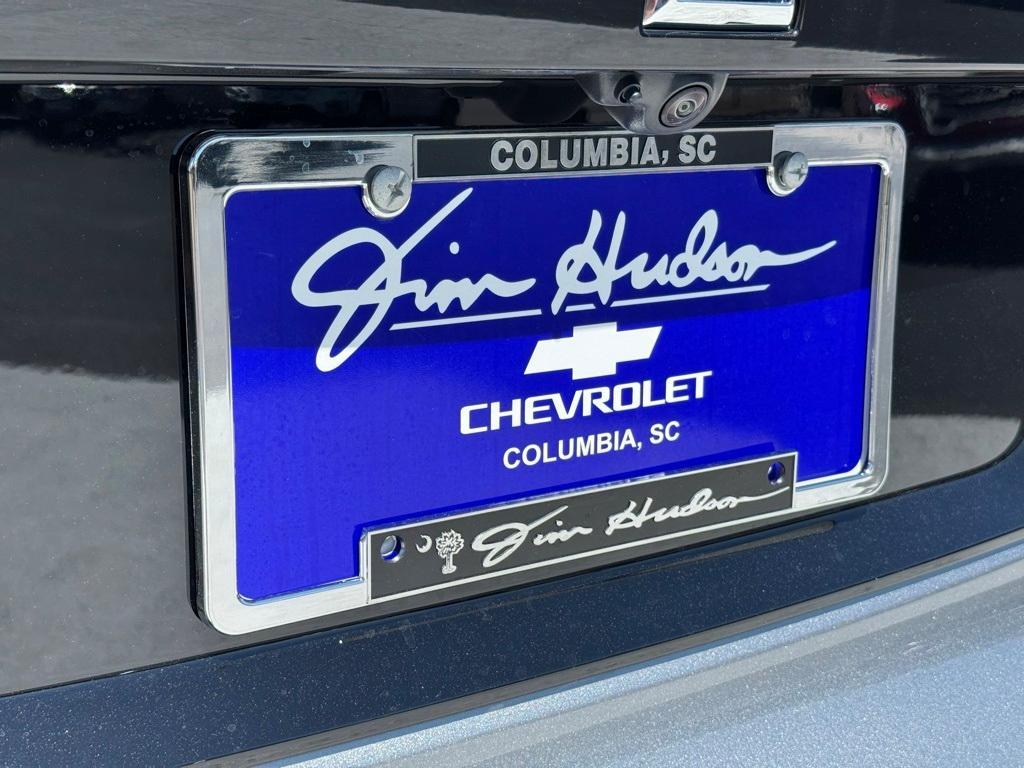 COLUMBIA, SC
Jim Hudson
CHEVROLET
COLUMBIA, SC
Jim Hudson